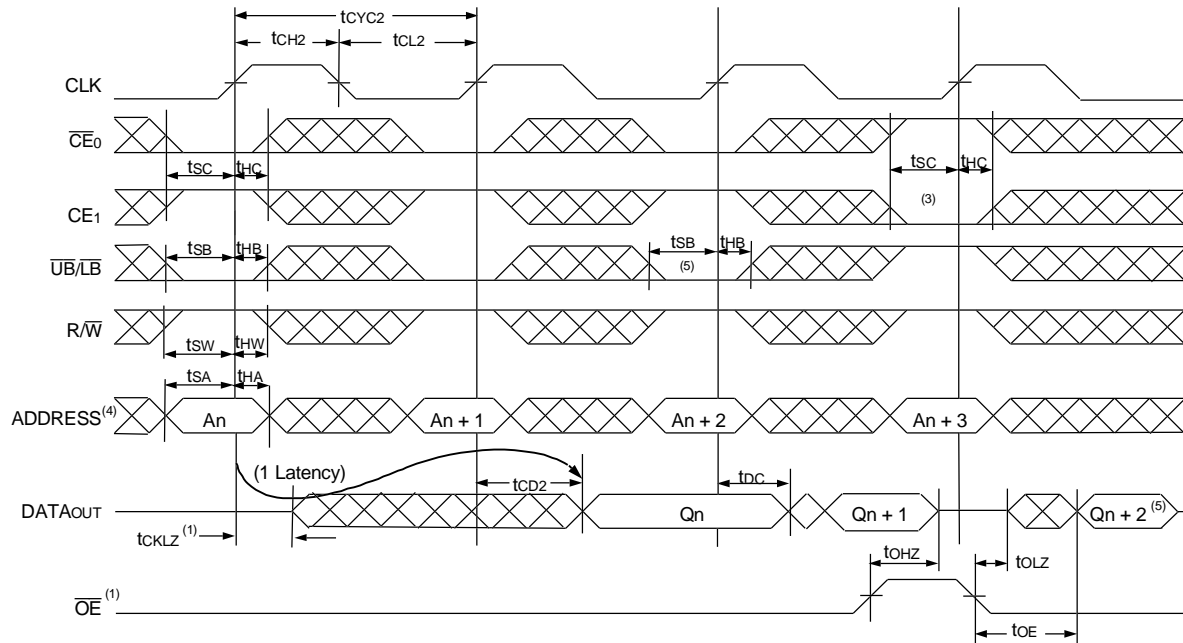 tCYC2
tCH2 tCL2
CLK
CE0
tSC tHC tSC tHC
CE1 (3)
tSB tHB tSB tHB
UB/LB (5)
R/W
tSW tHW
tSA tHA
ADDRESS(4) An An + 1 An + 2 An + 3
(1 Latency) tCD2 tDC
DATAOUT Qn Qn + 1 Qn + 2 (5)
tCKLZ (1)
tOHZ tOLZ
OE (1)
tOE